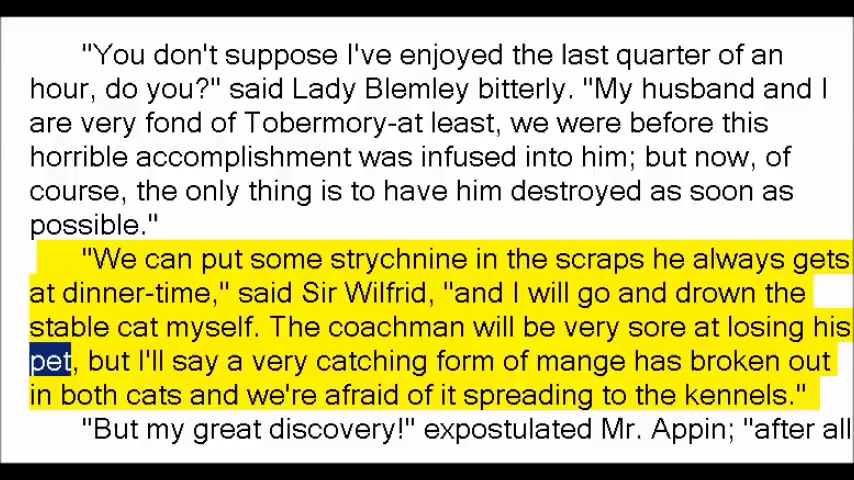 "You don't suppose I've enjoyed the last quarter of an
hour, do you?" said Lady Blemley bitterly. "My husband and I
are very fond of Tobermory-at least, we were before this
horrible accomplishment was infused into him; but now, of
course, the only thing is to have him destroyed as soon as
possible."
"We can put some strychnine in the scraps he always gets
at dinner-time," said Sir Wilfrid, "and I will go and drown the
stable cat myself. The coachman will be very sore at losing his
pet, but I'll say a very catching form of mange has broken out
in both cats and we're afraid of it spreading to the kennels."
"But my great discovery!" expostulated Mr. Appin; "after all